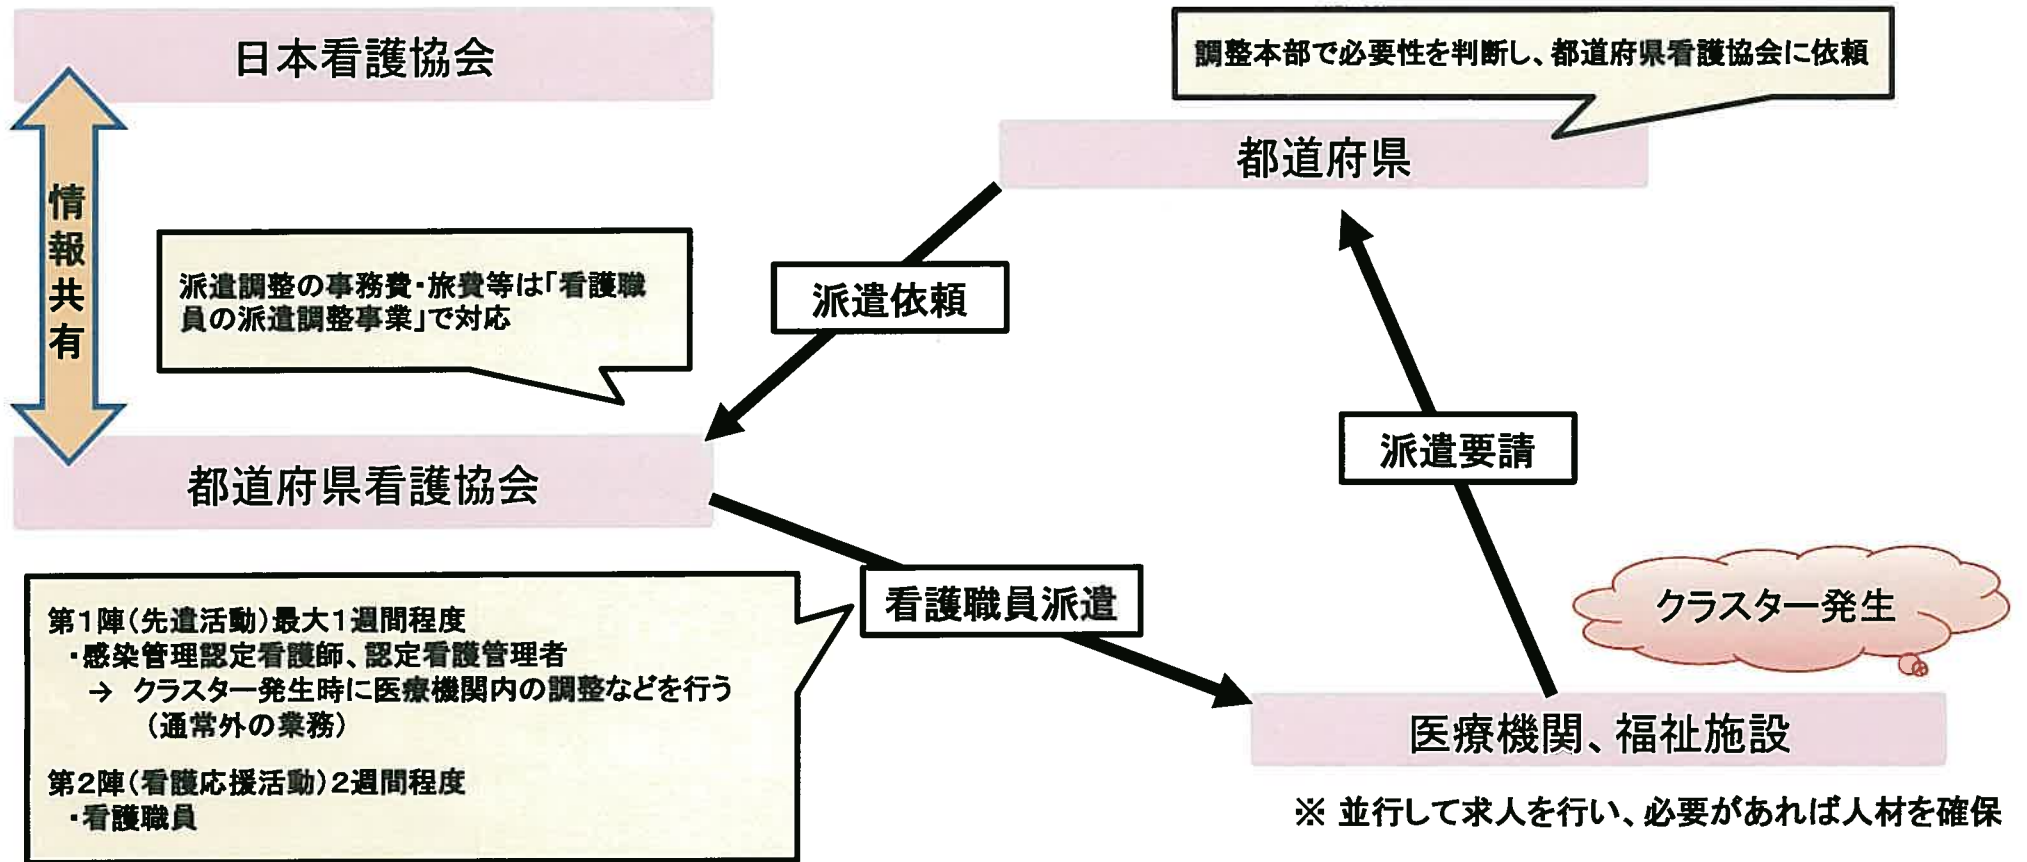 日本看護協会
調整本部で必要性を判断し、都道府県看護協会に依頼
都道府県
情報共有
派遣調整の事務費・旅費等は「看護職
員の派遣調整事業」で対応
派遣依頼
派遣要請
都道府県看護協会
看護職員派遣
クラスター発生
第1陣(先遣活動)最大1週間程度
・感染管理認定看護師、認定看護管理者
→ クラスター発生時に医療機関内の調整などを行う
(通常外の業務)
第2陣(看護応援活動)2週間程度
・看護職員
医療機関、福祉施設
※ 並行して求人を行い、必要があれば人材を確保